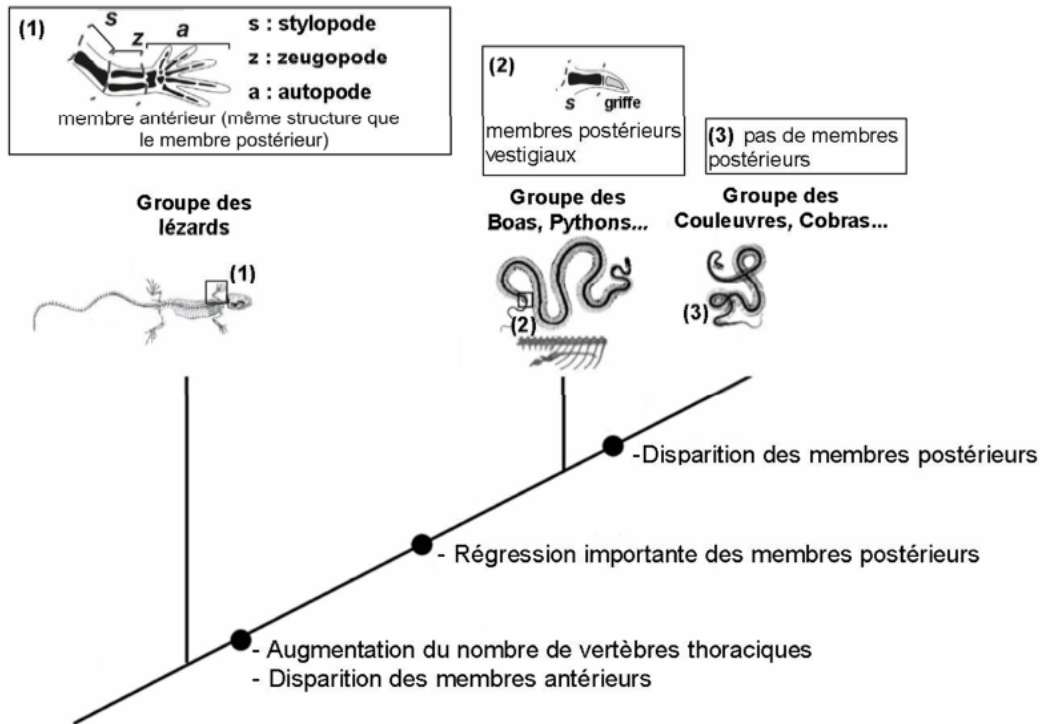 (1)
s
z
a
s : stylopode
z : zeugopode
a : autopode
membre antérieur (même structure que
le membre postérieur)
(2)
s
griffe
membres postérieurs
vestigiaux
(3) pas de membres
postérieurs
Groupe des
lézards
Groupe des
Boas, Pythons...
Groupe des
Couleuvres, Cobras...
(1)
(2)
(3)
-Disparition des membres postérieurs
- Régression importante des membres postérieurs
- Augmentation du nombre de vertèbres thoraciques
- Disparition des membres antérieurs